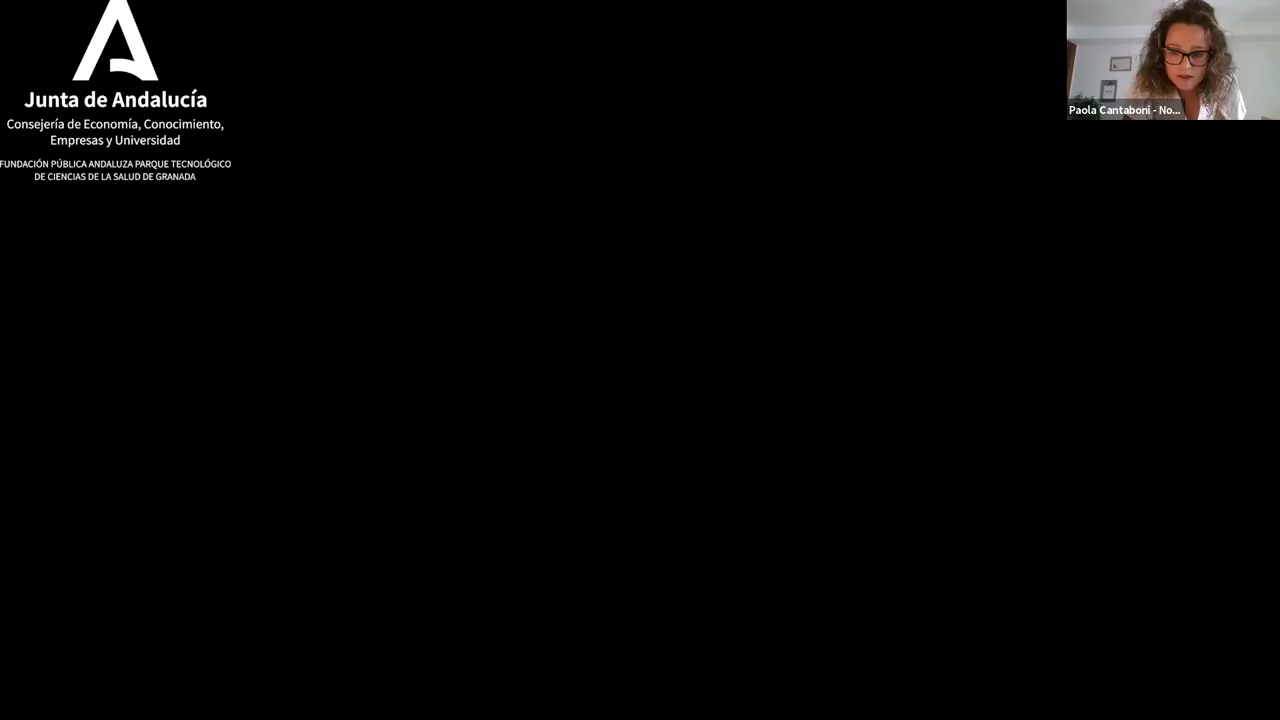 Junta de Andalucía
Consejería de Economía, Conocimiento,
Empresas y Universidad
FUNDACIÓN PÚBLICA ANDALUZA PARQUE TECNOLÓGICO
DE CIENCIAS DE LA SALUD DE GRANADA
Paola Cantaboni - No...